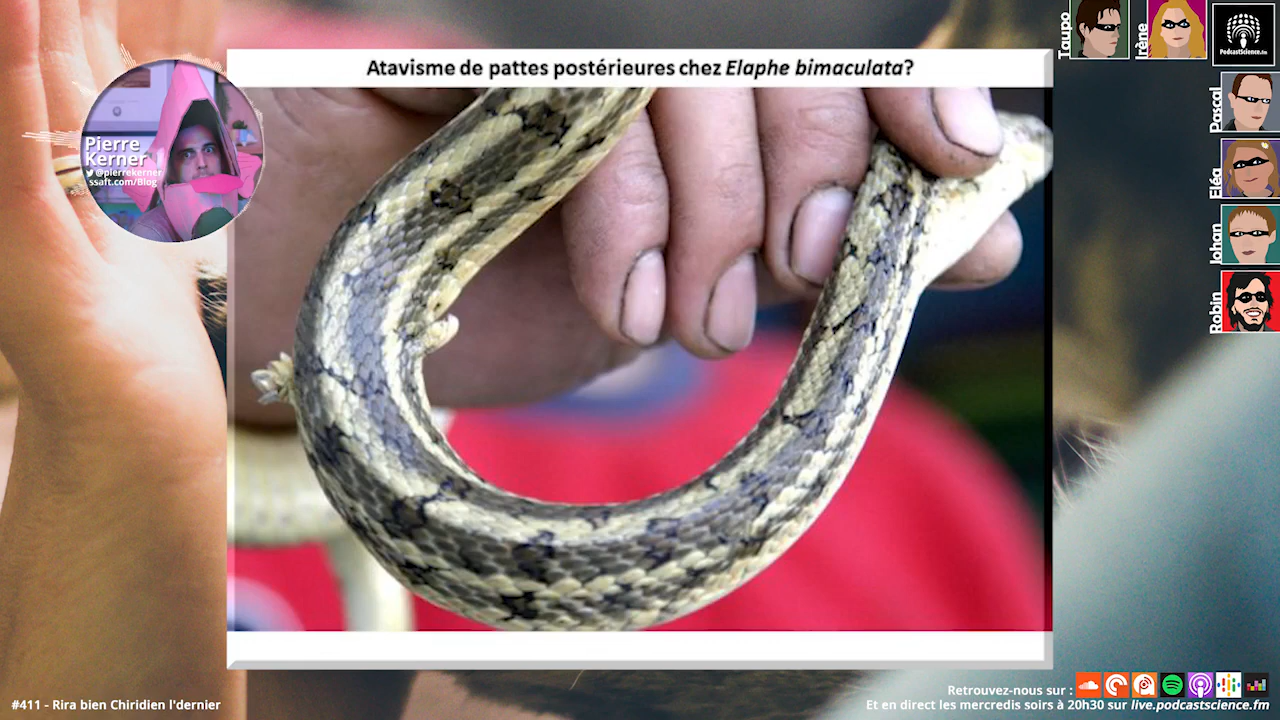 Atavisme de pattes postérieures chez Elaphe bimaculata?
Pierre
Kerner
@pierrekerner
ssaft.com/Blog
Taupo
Irène
PodcastScience.fm
Pascal
Eléa
Johan
Robin
#411 - Rira bien Chiridien l'dernier
Retrouvez-nous sur :
Et en direct les mercredis soirs à 20h30 sur live.podcastscience.fm